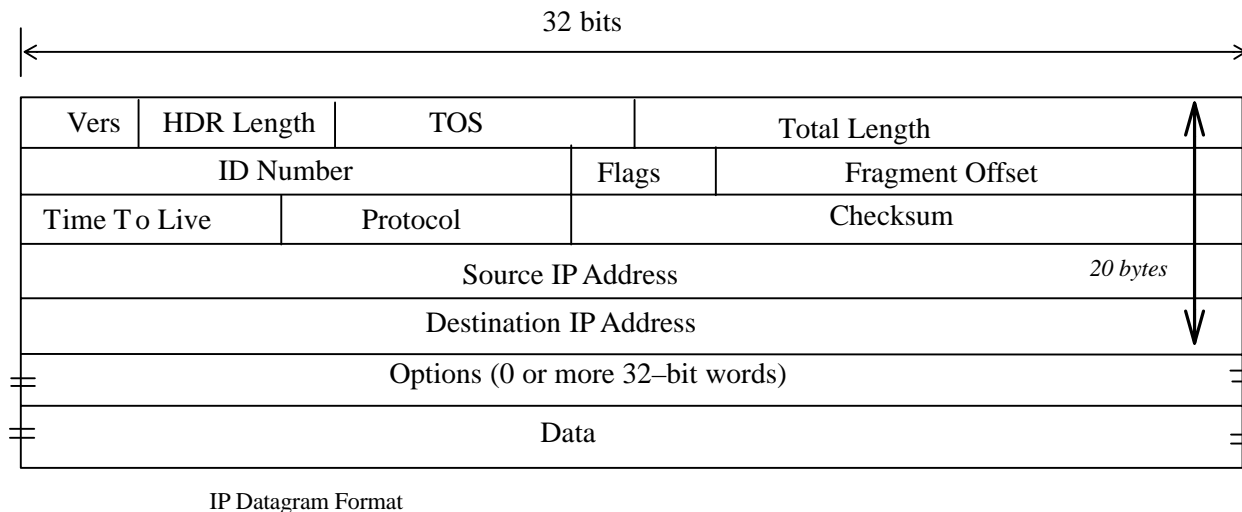 32 bits
Vers HDR Length TOS Total Length
ID Number Flags Fragment Offset
Time To Live Protocol Checksum
Source IP Address 20 bytes
Destination IP Address
Options (0 or more 32–bit words)
Data
IP Datagram Format